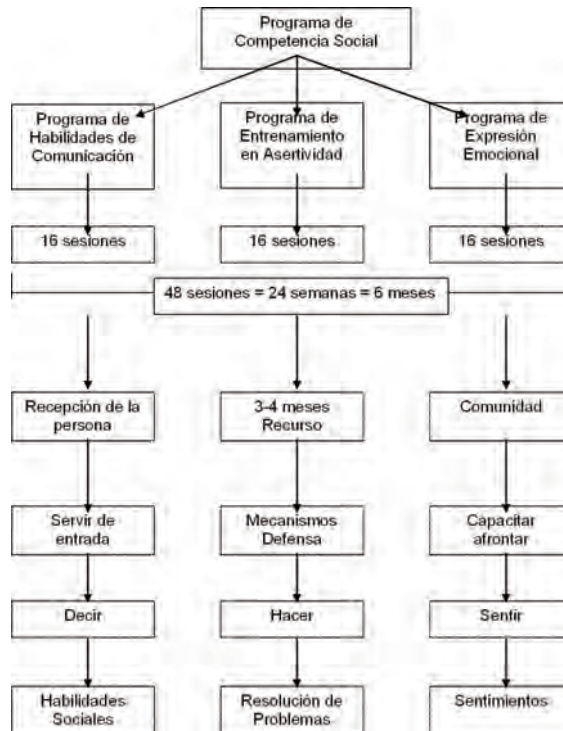 Programa de
Competencia Social
Programa de
Habilidades de
Comunicación
Programa de
Entrenamiento
en Asertividad
Programa de
Expresión
Emocional
16 sesiones
16 sesiones
16 sesiones
48 sesiones = 24 semanas = 6 meses
Recepción de la
persona
3-4 meses
Recurso
Comunidad
Servir de
entrada
Mecanismos
Defensa
Capacitar
afrontar
Decir
Hacer
Sentir
Habilidades
Sociales
Resolución de
Problemas
Sentimientos